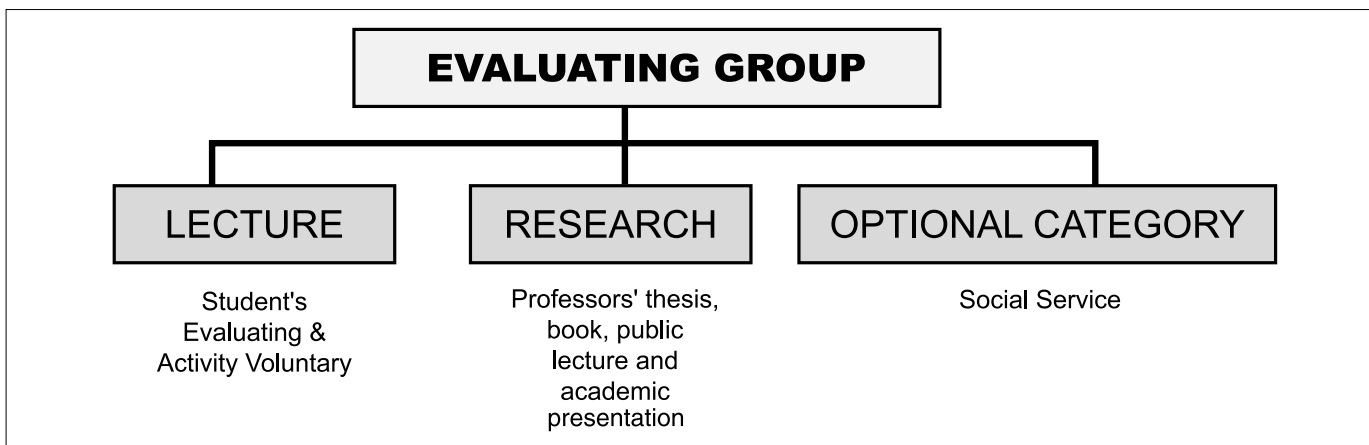 EVALUATING GROUP
LECTURE
Student's
Evaluating &
Activity Voluntary
RESEARCH
Professors' thesis,
book, public
lecture and
academic
presentation
OPTIONAL CATEGORY
Social Service